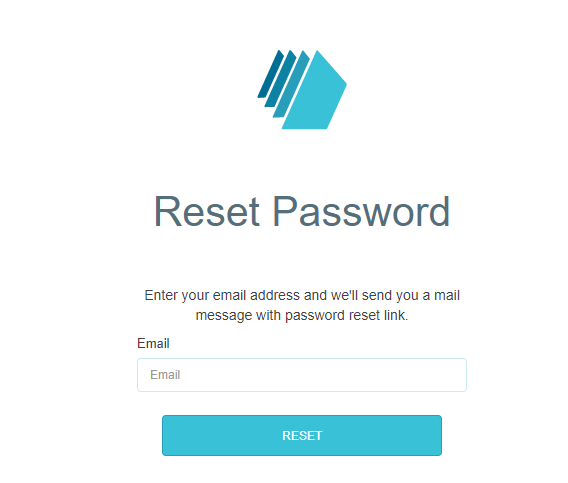 Reset Password
Enter your email address and we'll send you a mail
message with password reset link.
Email
Email
RESET